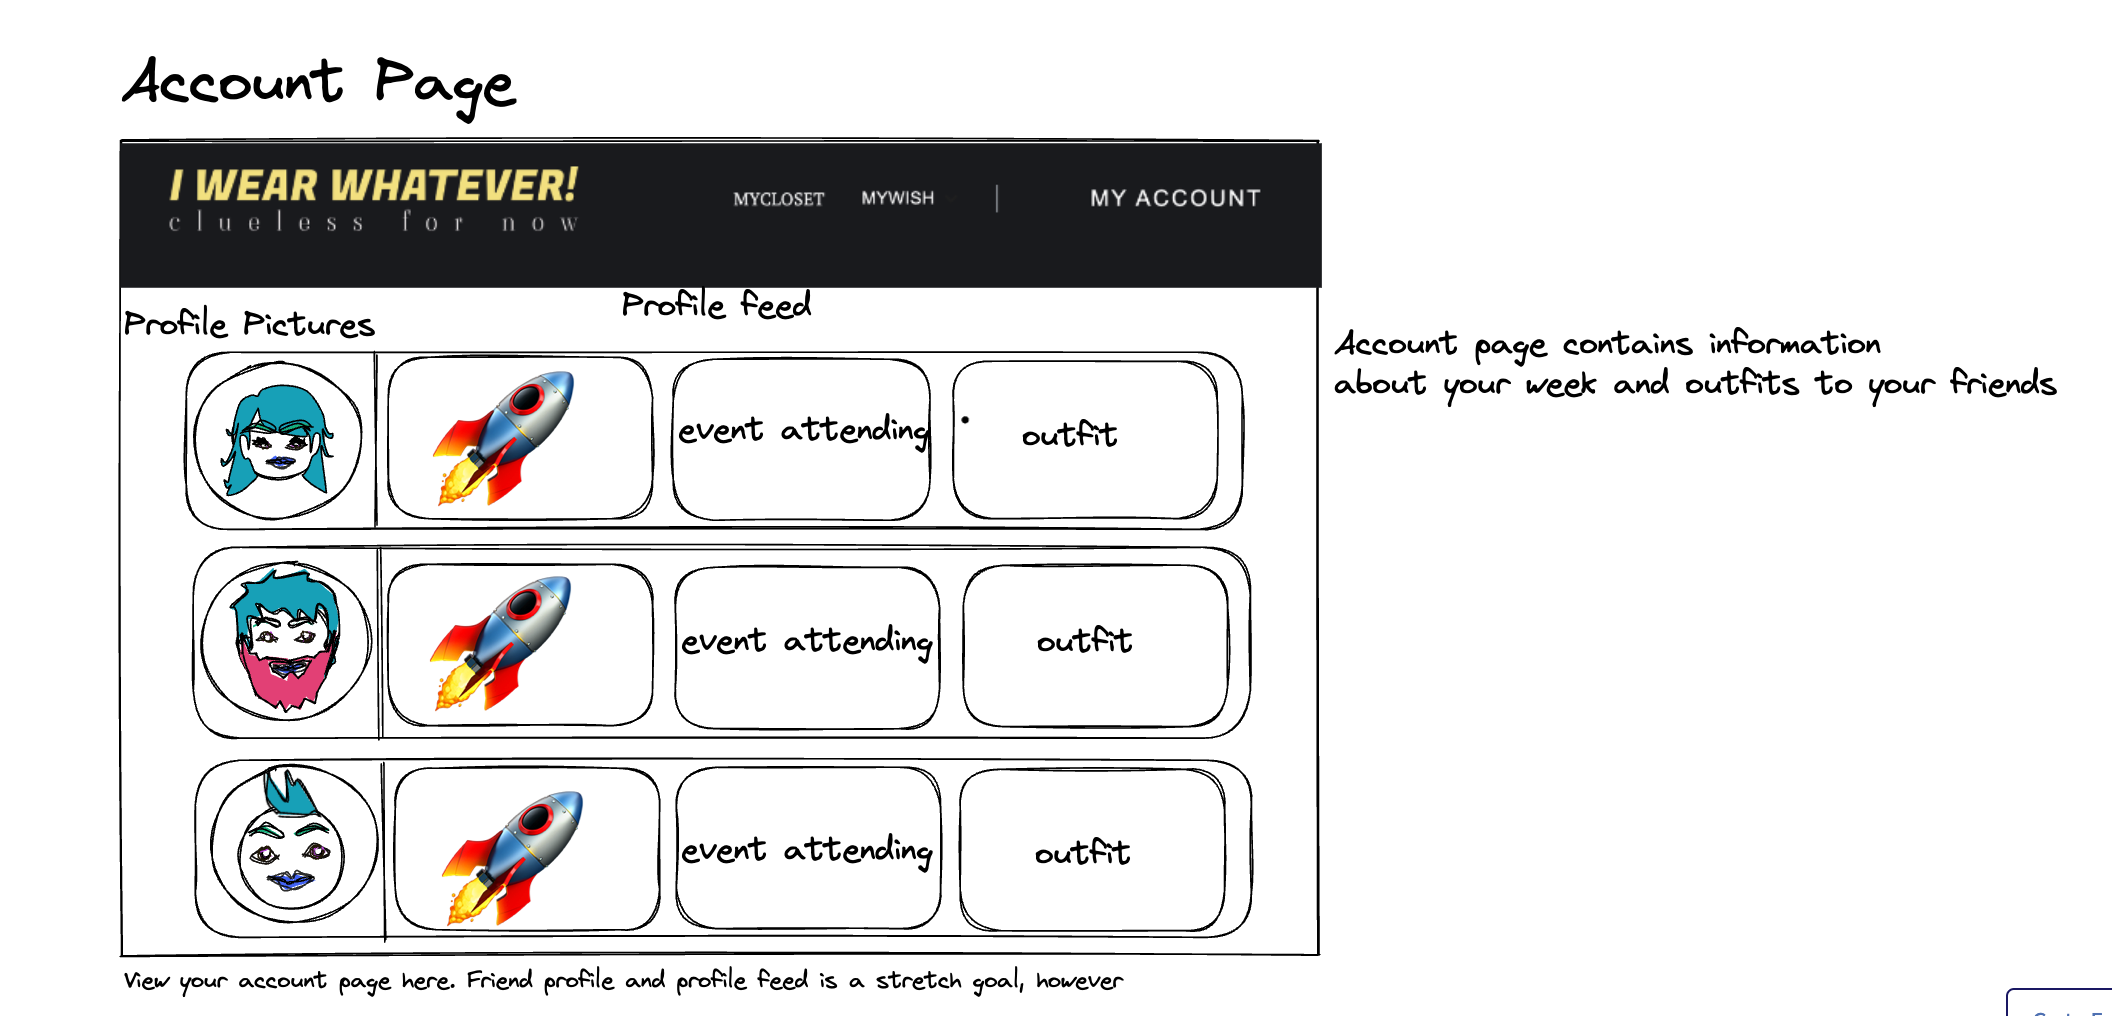 Account Page
I WEAR WHATEVER!
clueless for now
MYCLOSET
MYWISH
MY ACCOUNT
Profile feed
Profile Pictures
event attending
outfit
event attending
outfit
event attending
outfit
Account page contains information
about your week and outfits to your friends
View your account page here. Friend profile and profile feed is a stretch goal, however